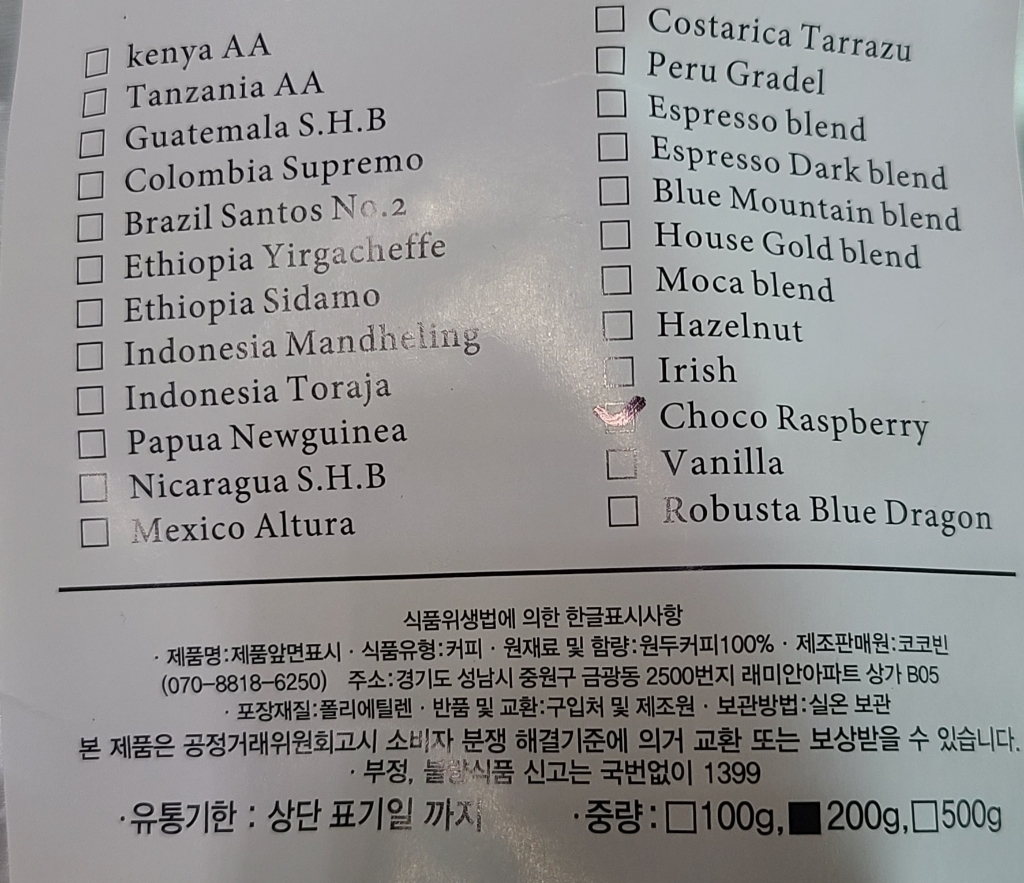 kenya AA
Tanzania AA
Guatemala S.H.B
Colombia Supremo
Brazil Santos No.2
Ethiopia Yirgacheffe
Ethiopia Sidamo
Indonesia Mandheling
Indonesia Toraja
Papua Newguinea
Nicaragua S.H.B
Mexico Altura
Costarica Tarrazu
Peru Gradel
Espresso blend
Espresso Dark blend
Blue Mountain blend
House Gold blend
Moca blend
Hazelnut
Irish
Choco Raspberry
Vanilla
Robusta Blue Dragon
식품위생법에 의한 한글표시사항
· 제품명:제품앞면표시 · 식품유형:커피 · 원재료 및 함량:원두커피100% · 제조판매원:코코빈
(070-8818-6250) 주소:경기도 성남시 중원구 금광동 2500번지 래미안아파트 상가 B05
· 포장재질:폴리에틸렌 · 반품 및 교환:구입처 및 제조원 · 보관방법:실온 보관
본 제품은 공정거래위원회고시 소비자 분쟁 해결기준에 의거 교환 또는 보상받을 수 있습니다.
· 부정, 불량식품 신고는 국번없이 1399
·유통기한 : 상단 표기일 까지 ·중량:□100g,■200g,□500g